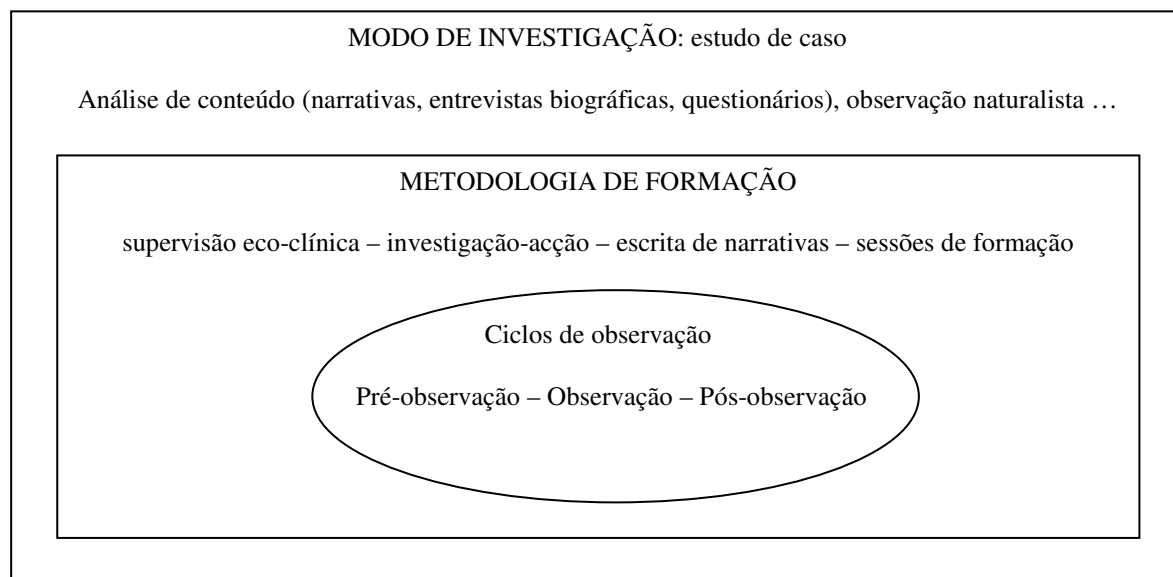 MODO DE INVESTIGAÇÃO: estudo de caso
Análise de conteúdo (narrativas, entrevistas biográficas, questionários), observação naturalista …
METODOLOGIA DE FORMAÇÃO
supervisão eco-clínica – investigação-acção – escrita de narrativas – sessões de formação
Ciclos de observação
Pré-observação – Observação – Pós-observação